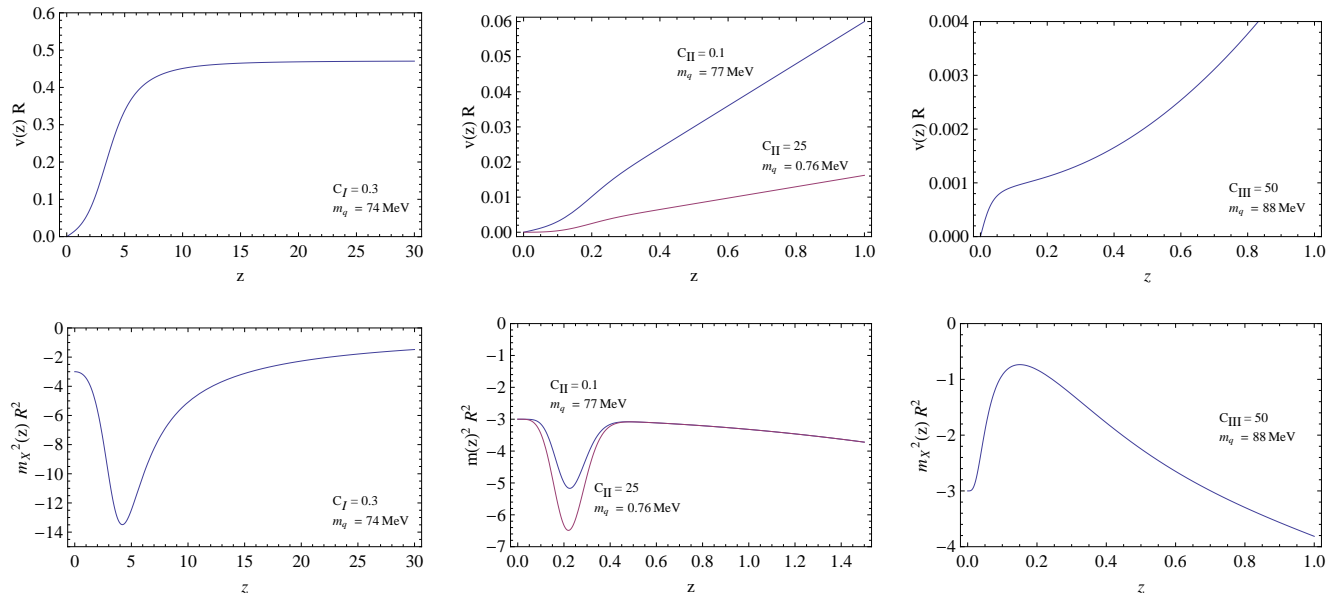 v(z) R
0.6
0.5
0.4
0.3
0.2
0.1
0.0
C_I = 0.3
m_q = 74 MeV
0 5 10 15 20 25 30
z
v(z) R
0.06
0.05
0.04
0.03
0.02
0.01
0.00
C_II = 0.1
m_q = 77 MeV
C_II = 25
m_q = 0.76 MeV
0.0 0.2 0.4 0.6 0.8 1.0
z
v(z) R
0.004
0.003
0.002
0.001
0.000
C_III = 50
m_q = 88 MeV
0.0 0.2 0.4 0.6 0.8 1.0
z
m_X^2(z) R^2
0
−2
−4
−6
−8
−10
−12
−14
C_I = 0.3
m_q = 74 MeV
0 5 10 15 20 25 30
z
m(z)^2 R^2
0
−1
−2
−3
−4
−5
−6
−7
C_II = 0.1
m_q = 77 MeV
C_II = 25
m_q = 0.76 MeV
0.0 0.2 0.4 0.6 0.8 1.0 1.2 1.4
z
m_X^2(z) R^2
0
−1
−2
−3
−4
C_III = 50
m_q = 88 MeV
0.0 0.2 0.4 0.6 0.8 1.0
z